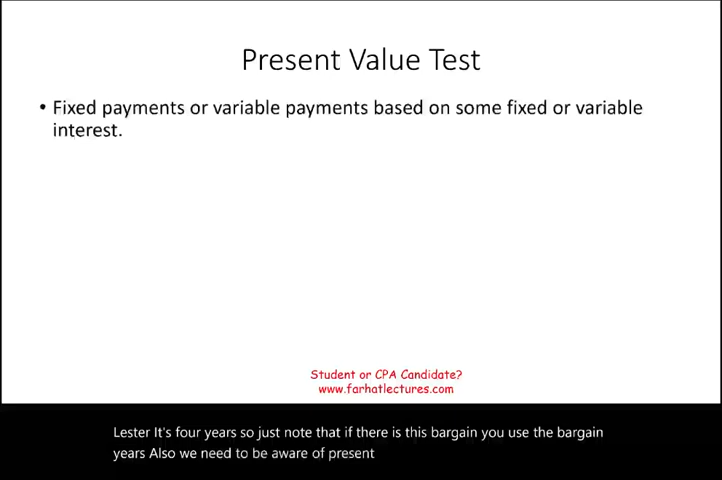 Present Value Test
• Fixed payments or variable payments based on some fixed or variable
interest.
Student or CPA Candidate?
www.farhatlectures.com
Lester It's four years so just note that if there is this bargain you use the bargain
years Also we need to be aware of present